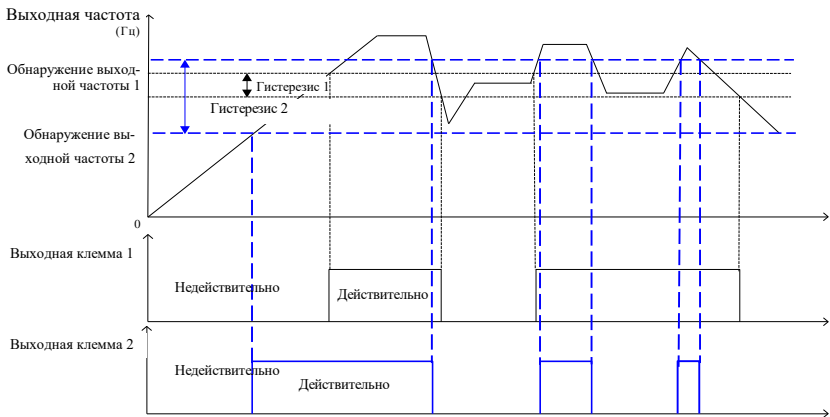 Выходная частота
(Гц)
Обнаружение выход-
ной частоты 1
Гистерезис 1
Гистерезис 2
Обнаружение вы-
ходной частоты 2
0
Выходная клемма 1
Недействительно
Действительно
Выходная клемма 2
Недействительно
Действительно